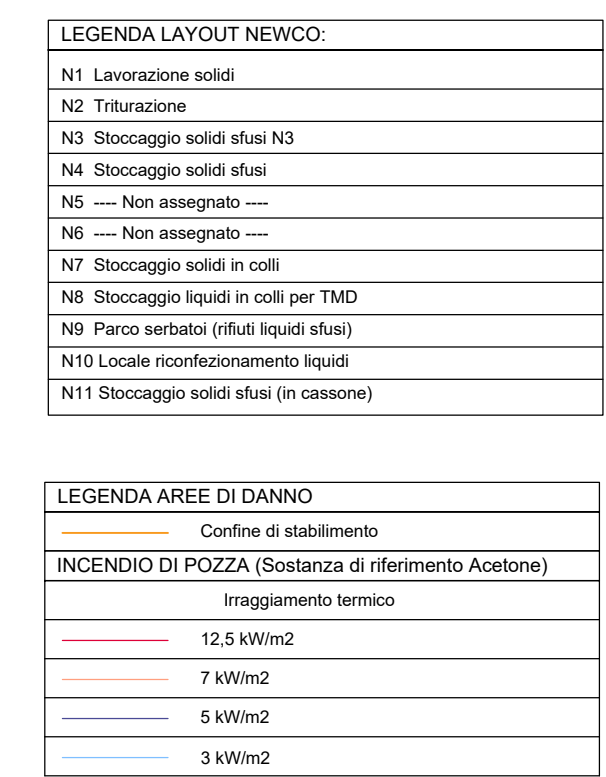 LEGENDA LAYOUT NEWCO:
N1 Lavorazione solidi
N2 Triturazione
N3 Stoccaggio solidi sfusi N3
N4 Stoccaggio solidi sfusi
N5 ---- Non assegnato ----
N6 ---- Non assegnato ----
N7 Stoccaggio solidi in colli
N8 Stoccaggio liquidi in colli per TMD
N9 Parco serbatoi (rifiuti liquidi sfusi)
N10 Locale riconfezionamento liquidi
N11 Stoccaggio solidi sfusi (in cassone)
LEGENDA AREE DI DANNO
Confine di stabilimento
INCENDIO DI POZZA (Sostanza di riferimento Acetone)
Irraggiamento termico
12,5 kW/m2
7 kW/m2
5 kW/m2
3 kW/m2